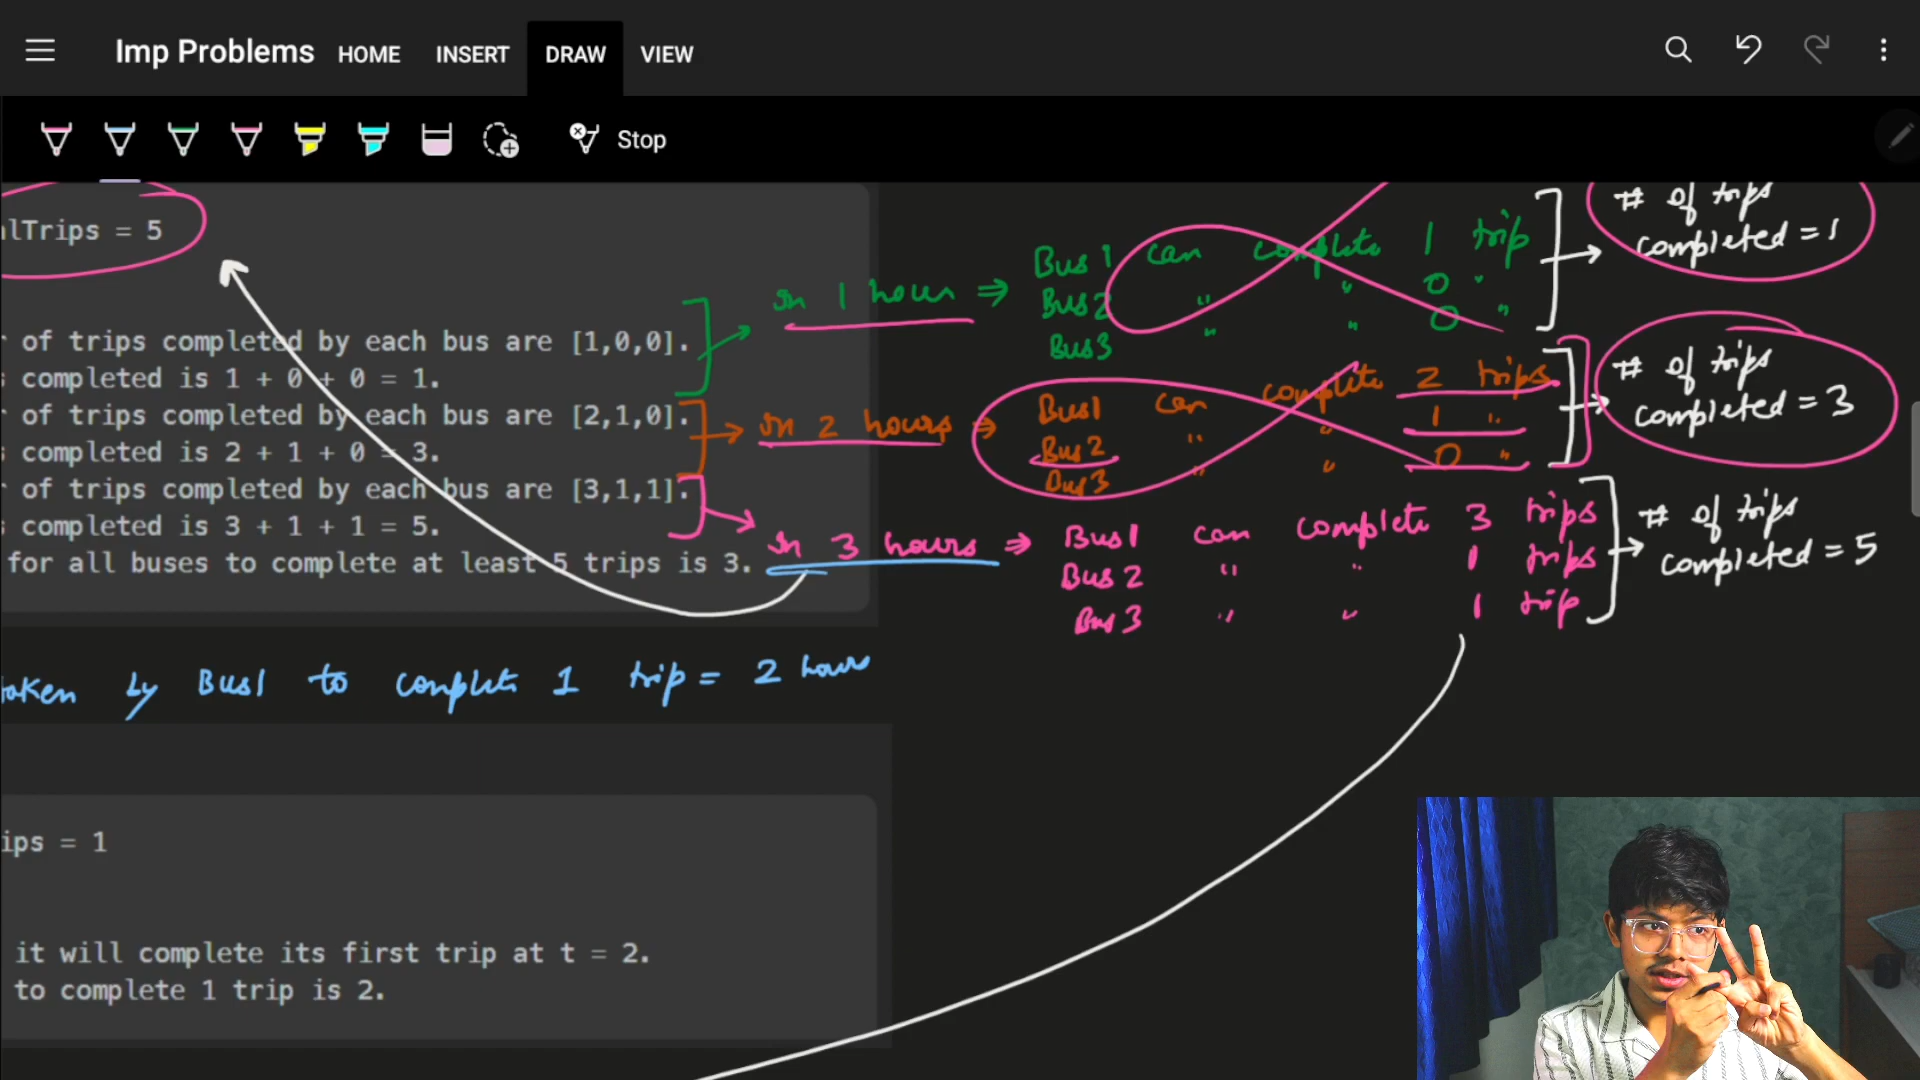 Imp Problems HOME INSERT DRAW VIEW
Stop
lTrips = 5
r of trips completed by each bus are [1,0,0].
s completed is 1 + 0 + 0 = 1.
r of trips completed by each bus are [2,1,0].
s completed is 2 + 1 + 0 = 3.
r of trips completed by each bus are [3,1,1].
s completed is 3 + 1 + 1 = 5.
for all buses to complete at least 5 trips is 3.
In 1 hour ⇒ Bus 1 can complete 1 trip
Bus 2 " " 0 "
Bus 3 " " 0 "
# of trips
completed = 1
In 2 hours ⇒ Bus 1 can complete 2 trips
Bus 2 " " 1 "
Bus 3 " " 0 "
# of trips
completed = 3
In 3 hours ⇒ Bus 1 can complete 3 trips
Bus 2 " " 1 trips
Bus 3 " " 1 trip
# of trips
completed = 5
taken by Bus1 to complete 1 trip = 2 hours
ips = 1
it will complete its first trip at t = 2.
to complete 1 trip is 2.